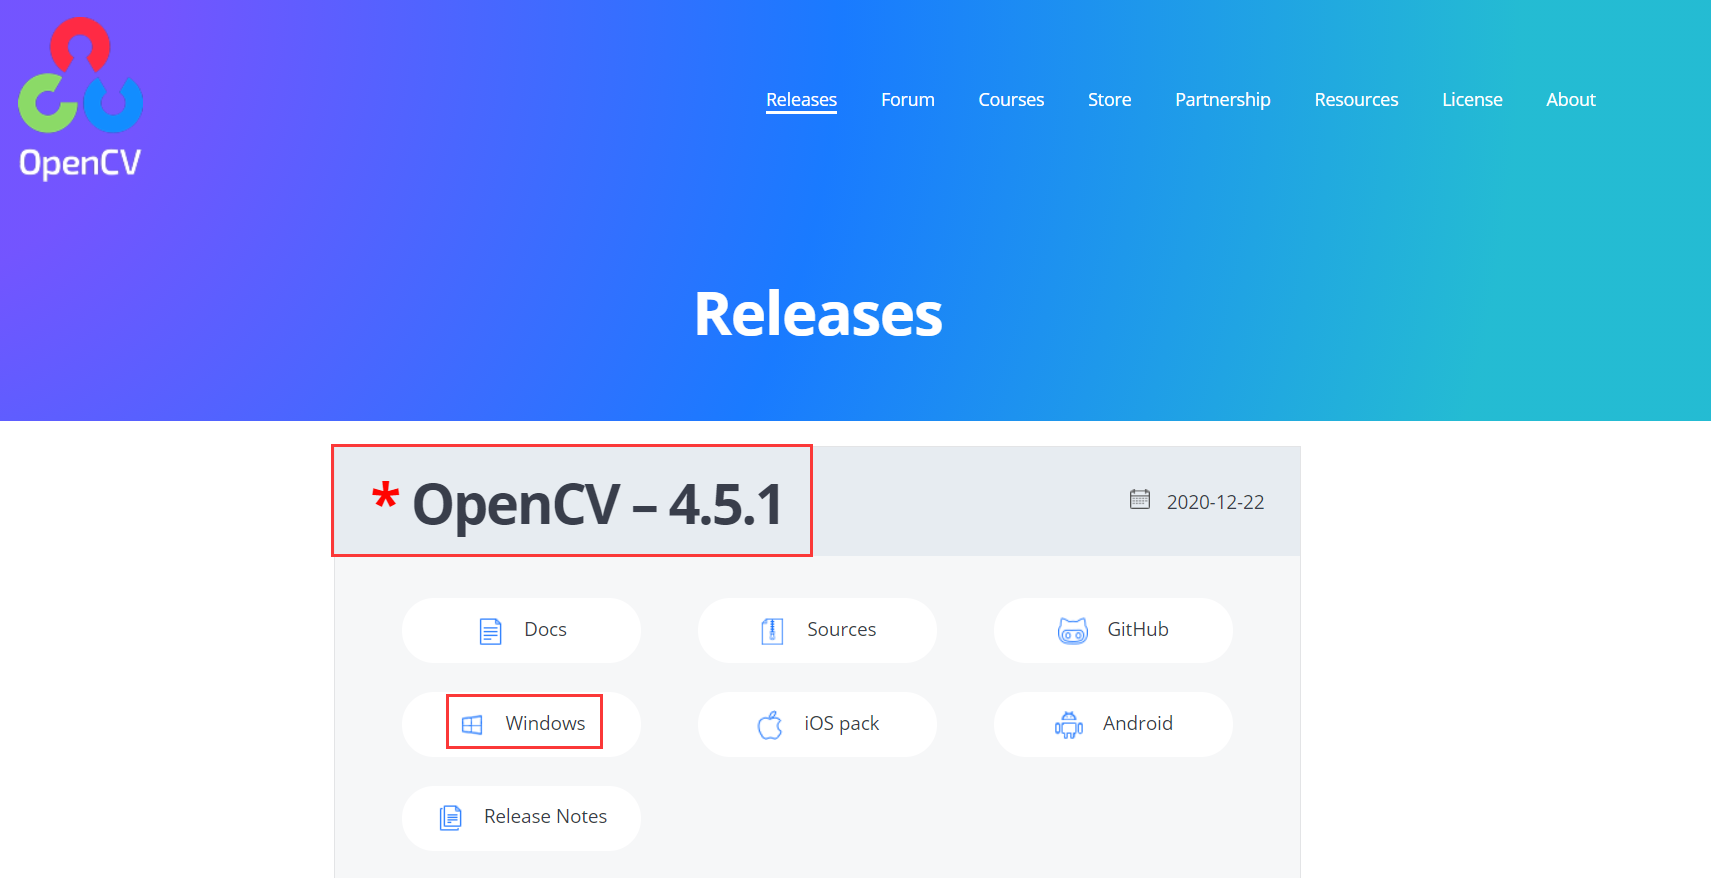 OpenCV
Releases Forum Courses Store Partnership Resources License About
Releases
* OpenCV – 4.5.1
2020-12-22
Docs Sources GitHub
Windows iOS pack Android
Release Notes